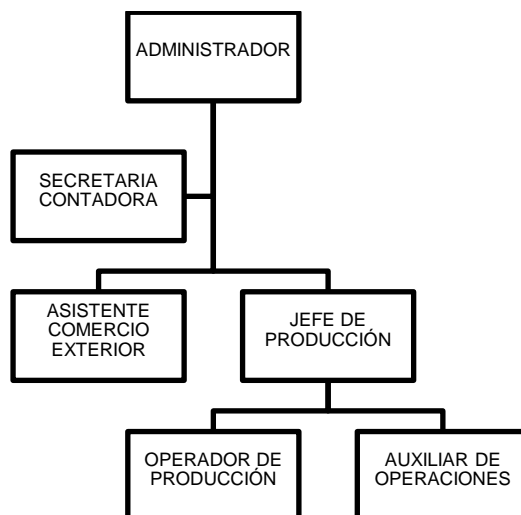 ADMINISTRADOR
SECRETARIA
CONTADORA
ASISTENTE
COMERCIO
EXTERIOR
JEFE DE
PRODUCCIÓN
OPERADOR DE
PRODUCCIÓN
AUXILIAR DE
OPERACIONES